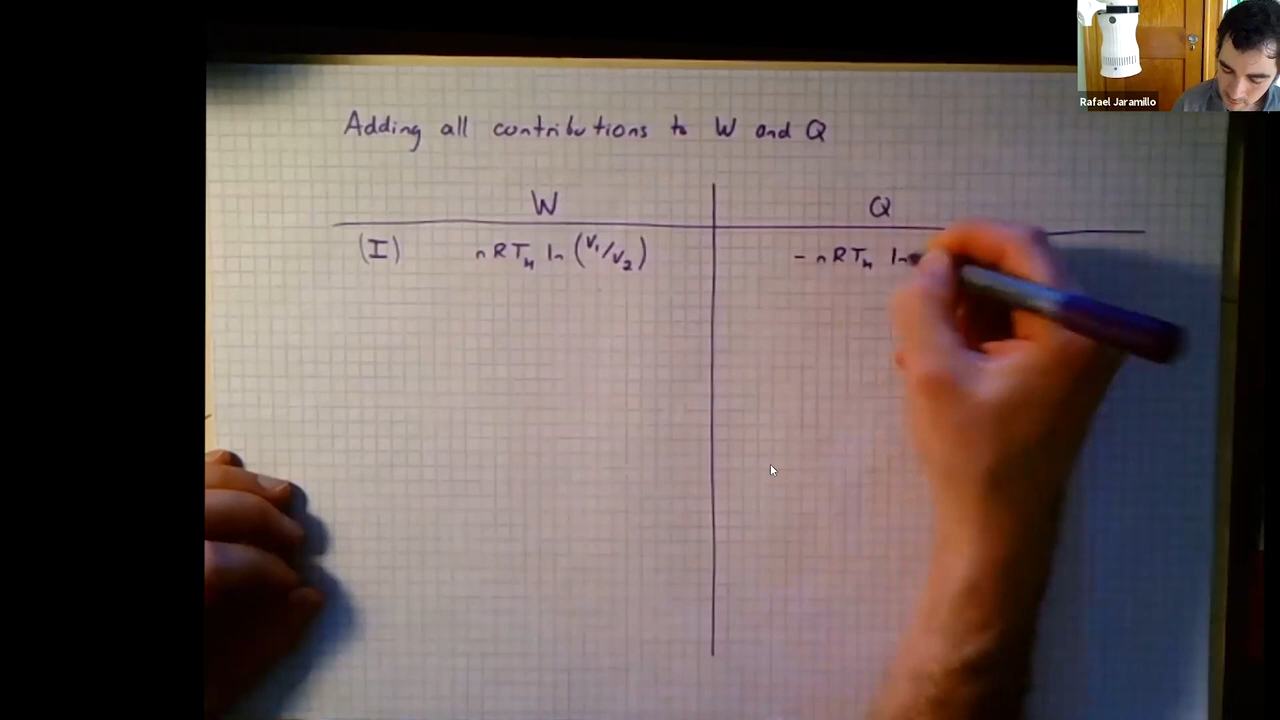 Rafael Jaramillo
Adding all contributions to W and Q
W Q
(I) nRT_H ln (V₁/V₂) - nRT_H ln